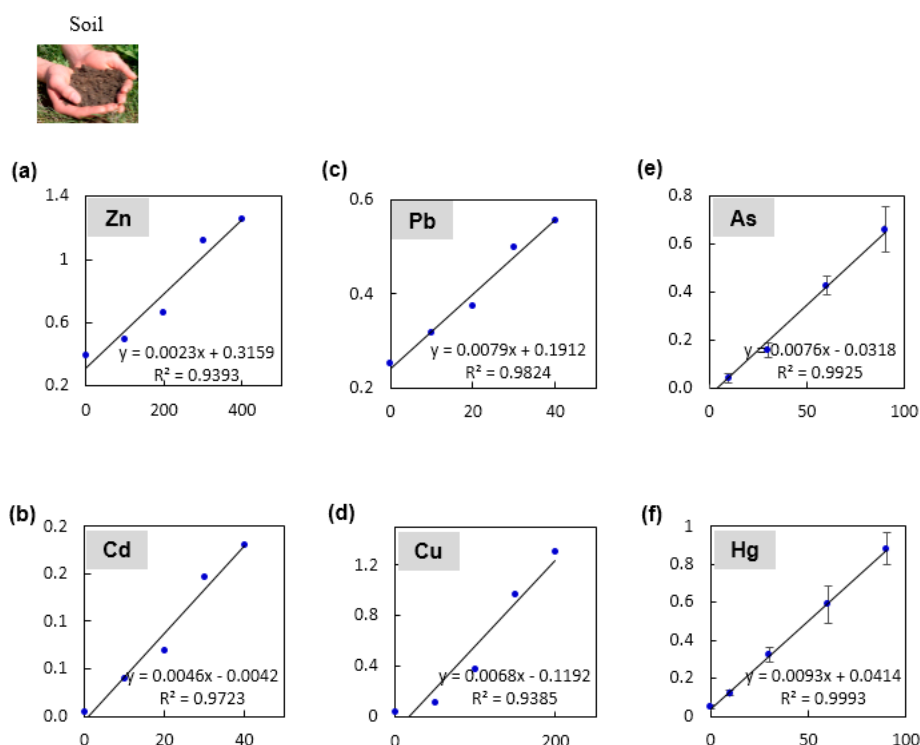 Soil
(a)
Zn
1.4
1
0.6
0.2
0
200
400
y = 0.0023x + 0.3159
R² = 0.9393
(c)
Pb
0.6
0.4
0.2
0
20
40
y = 0.0079x + 0.1912
R² = 0.9824
(e)
As
0.8
0.6
0.4
0.2
0.0
0
50
100
y = 0.0076x - 0.0318
R² = 0.9925
(b)
Cd
0.2
0.2
0.1
0.1
0.0
0
20
40
y = 0.0046x - 0.0042
R² = 0.9723
(d)
Cu
1.2
0.8
0.4
0
0
200
y = 0.0068x - 0.1192
R² = 0.9385
(f)
Hg
1
0.8
0.6
0.4
0.2
0
0
50
100
y = 0.0093x + 0.0414
R² = 0.9993